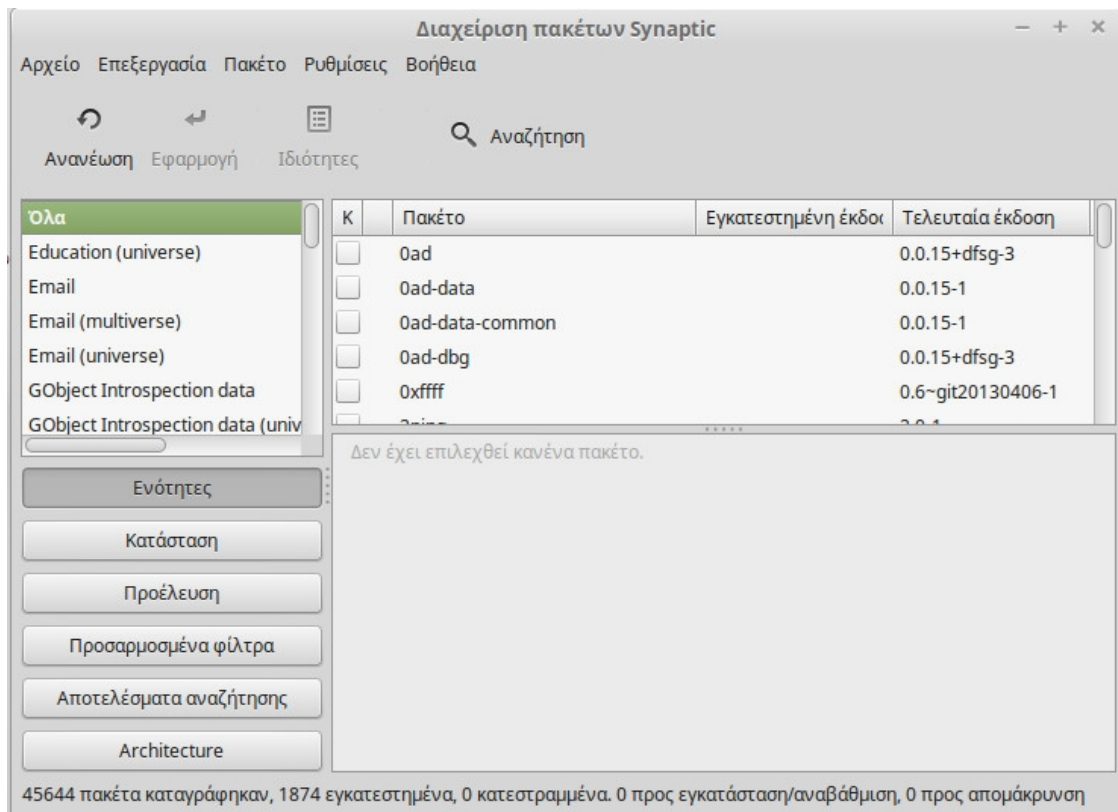 Διαχείριση πακέτων Synaptic
Αρχείο Επεξεργασία Πακέτο Ρυθμίσεις Βοήθεια
Ανανέωση Εφαρμογή Ιδιότητες Αναζήτηση
Όλα
Education (universe)
Email
Email (multiverse)
Email (universe)
GObject Introspection data
GObject Introspection data (univ
Κ Πακέτο Εγκατεστημένη έκδοσ Τελευταία έκδοση
0ad 0.0.15+dfsg-3
0ad-data 0.0.15-1
0ad-data-common 0.0.15-1
0ad-dbg 0.0.15+dfsg-3
0xffff 0.6~git20130406-1
Δεν έχει επιλεχθεί κανένα πακέτο.
Ενότητες
Κατάσταση
Προέλευση
Προσαρμοσμένα φίλτρα
Αποτελέσματα αναζήτησης
Architecture
45644 πακέτα καταγράφηκαν, 1874 εγκατεστημένα, 0 κατεστραμμένα. 0 προς εγκατάσταση/αναβάθμιση, 0 προς απομάκρυνση